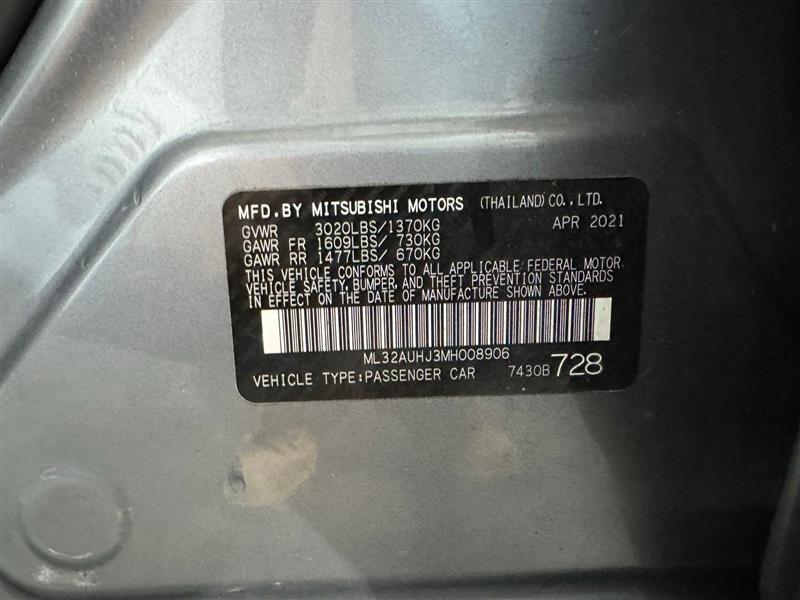 MFD.BY MITSUBISHI MOTORS (THAILAND)CO.,LTD.
GVWR 3020LBS/1370KG APR 2021
GAWR FR 1609LBS/ 730KG
GAWR RR 1477LBS/ 670KG
THIS VEHICLE CONFORMS TO ALL APPLICABLE FEDERAL MOTOR
VEHICLE SAFETY, BUMPER, AND THEFT PREVENTION STANDARDS
IN EFFECT ON THE DATE OF MANUFACTURE SHOWN ABOVE.
ML32AUHJ3MH008906
VEHICLE TYPE:PASSENGER CAR 7430B 728